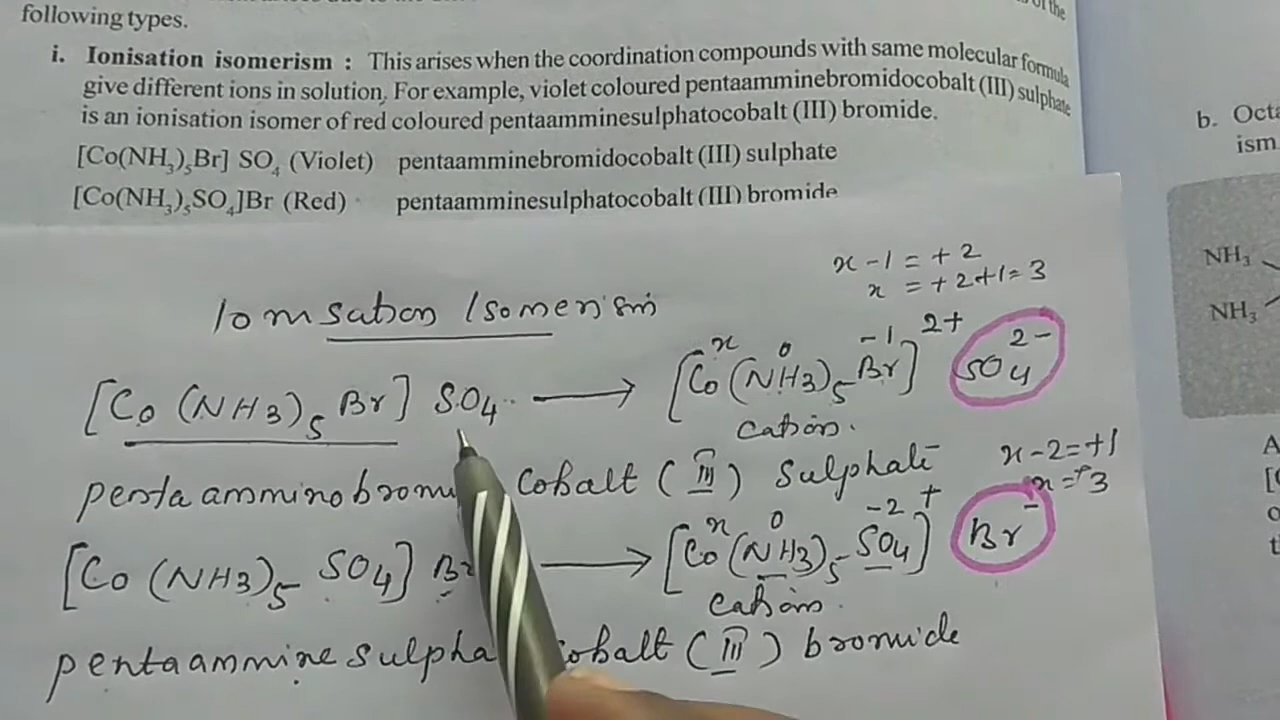 following types.
i. Ionisation isomerism : This arises when the coordination compounds with same molecular formula
give different ions in solution. For example, violet coloured pentaamminebromidocobalt (III) sulphate
is an ionisation isomer of red coloured pentaamminesulphatocobalt (III) bromide.
[Co(NH₃)₅Br] SO₄ (Violet) pentaamminebromidocobalt (III) sulphate
[Co(NH₃)₅SO₄]Br (Red) pentaamminesulphatocobalt (III) bromide
of the
b. Octa
ism
NH₃
NH₃
x - 1 = + 2
x = + 2 + 1 = 3
Ionisation Isomerism
[Co (NH3)₅ Br] SO₄ → [Co (NH3)₅ Br]²⁺ SO₄²⁻
x 0 -1
cation.
pentaamminobromi cobalt (III) Sulphate
x - 2 = +1
x = +3
[Co (NH3)₅ SO₄] Br → [Co (NH3)₅ SO₄]⁺ Br⁻
x 0 -2
cation.
pentaammine sulpha cobalt (III) bromide